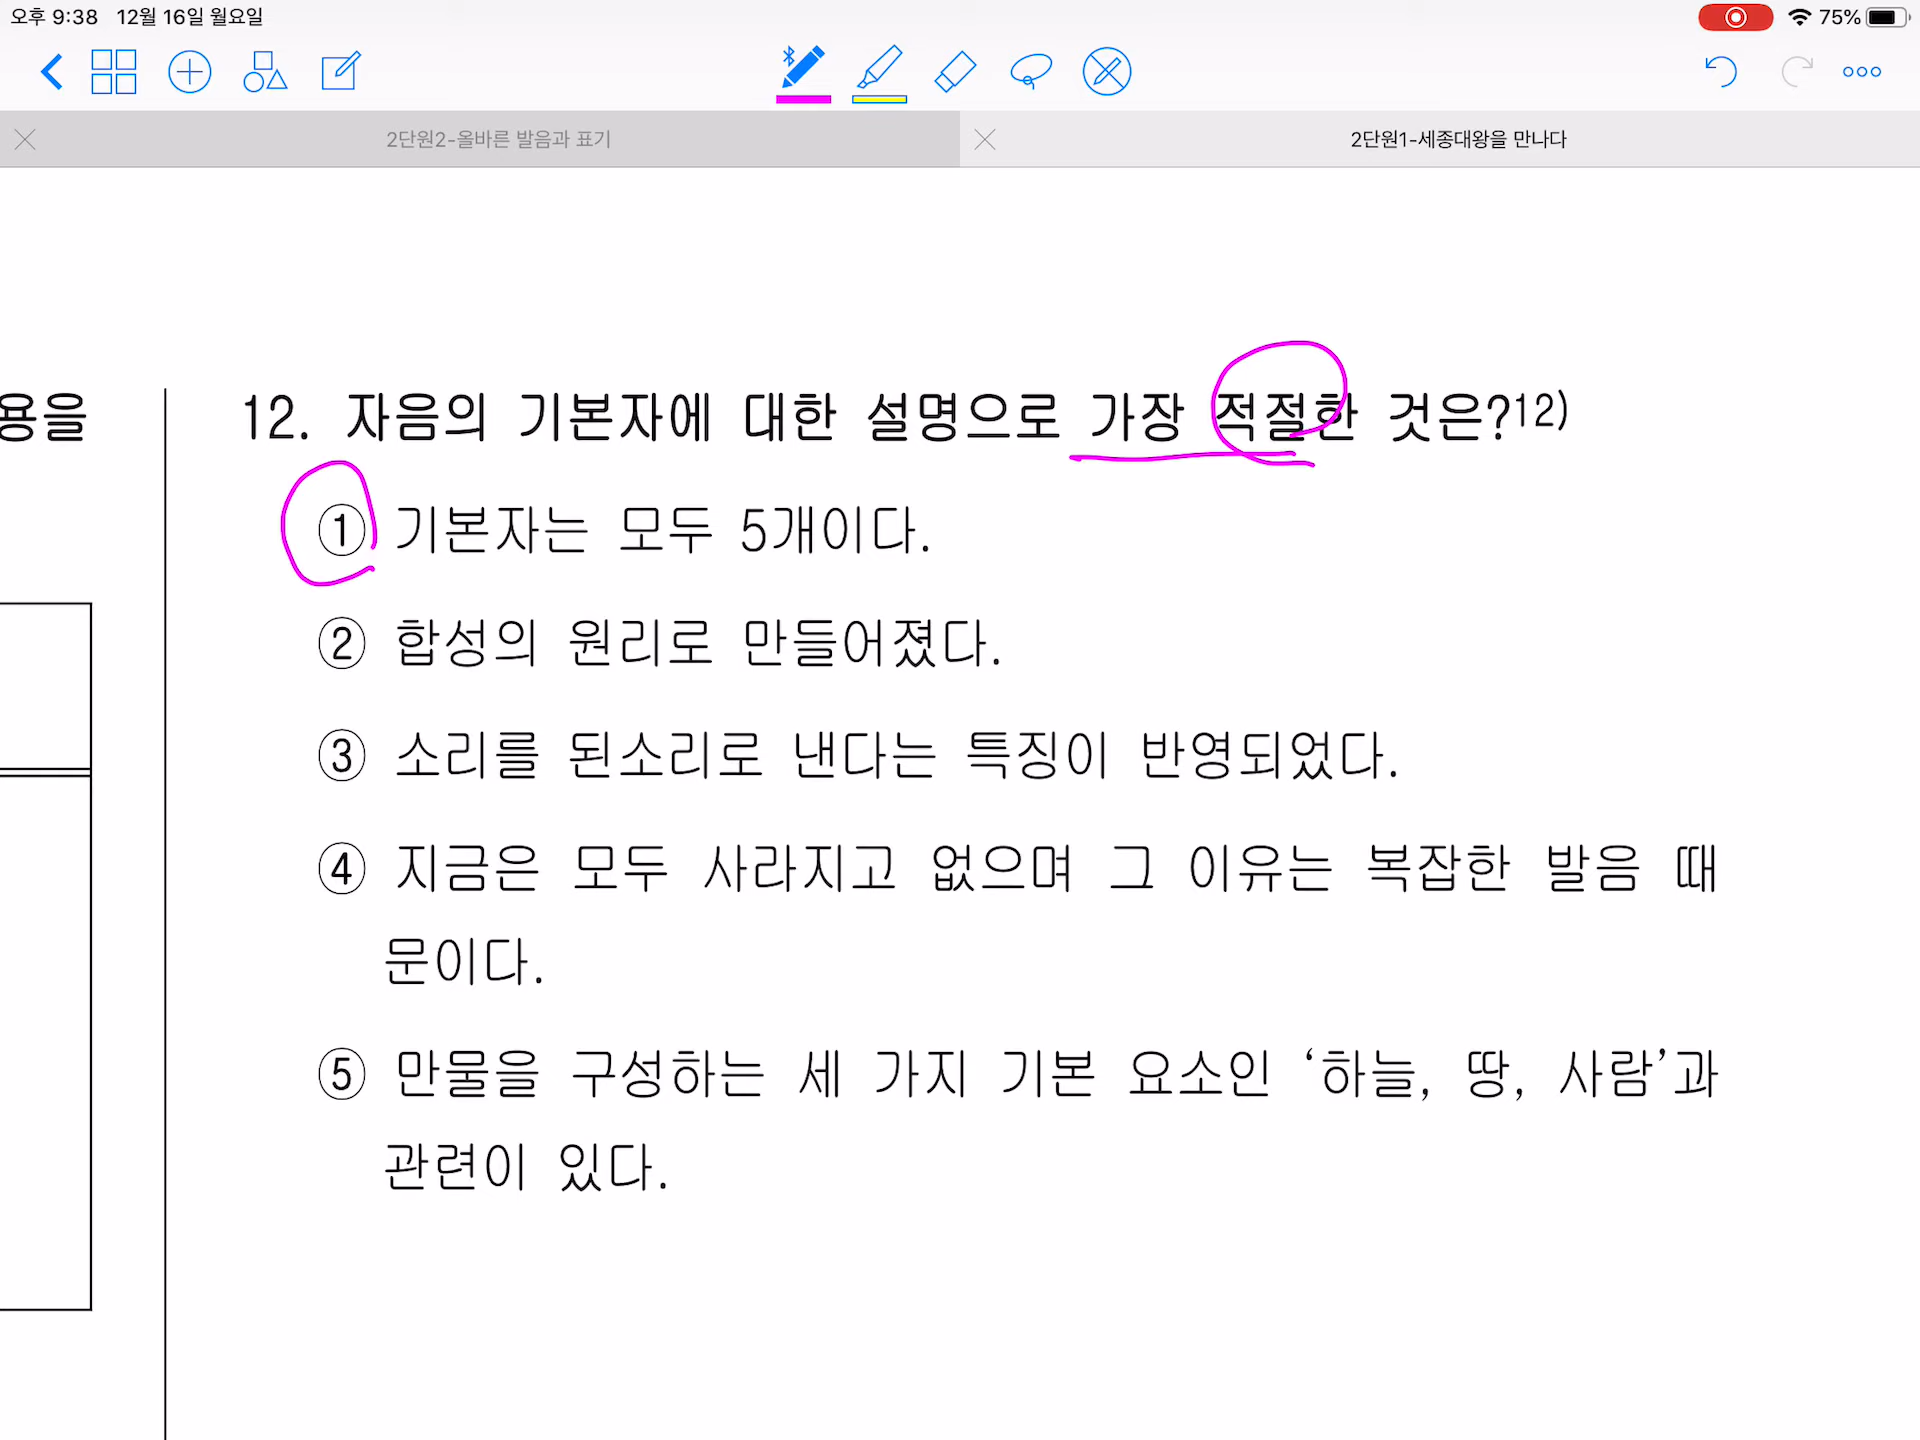 오후 9:38 12월 16일 월요일
75%
2단원2-올바른 발음과 표기
2단원1-세종대왕을 만나다
용을
12. 자음의 기본자에 대한 설명으로 가장 적절한 것은?12)
① 기본자는 모두 5개이다.
② 합성의 원리로 만들어졌다.
③ 소리를 된소리로 낸다는 특징이 반영되었다.
④ 지금은 모두 사라지고 없으며 그 이유는 복잡한 발음 때
문이다.
⑤ 만물을 구성하는 세 가지 기본 요소인 ‘하늘, 땅, 사람’과
관련이 있다.